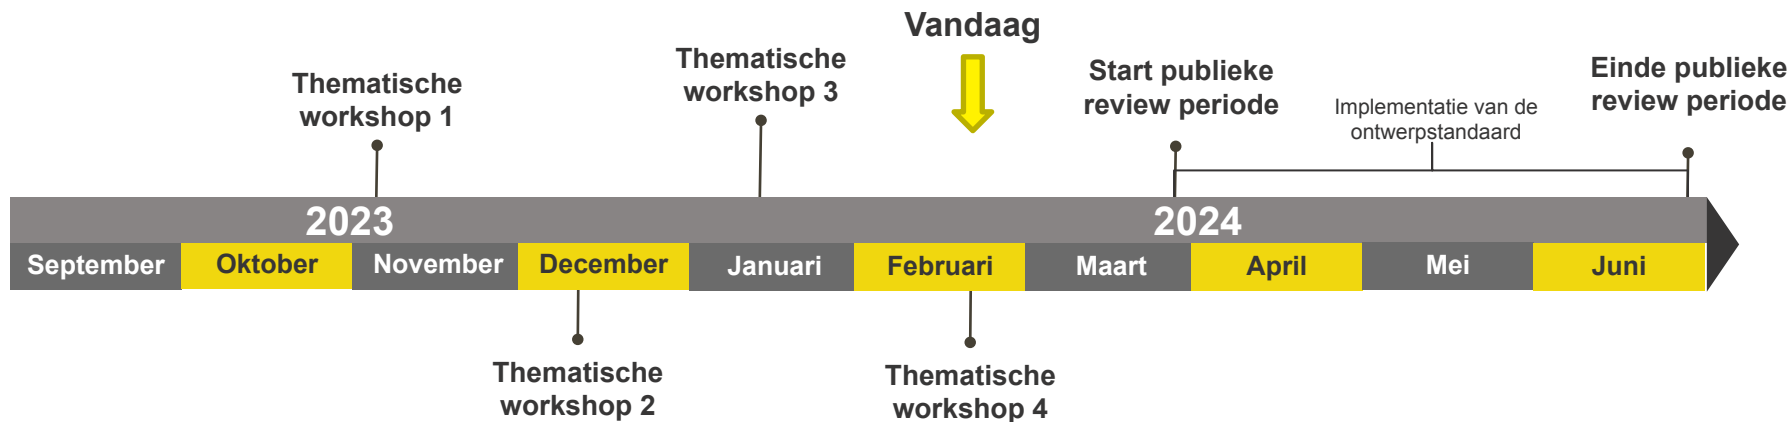 Vandaag
Thematische
workshop 1
Thematische
workshop 3
Start publieke
review periode
Implementatie van de
ontwerpstandaard
Einde publieke
review periode
2023
2024
September
Oktober
November
December
Januari
Februari
Maart
April
Mei
Juni
Thematische
workshop 2
Thematische
workshop 4